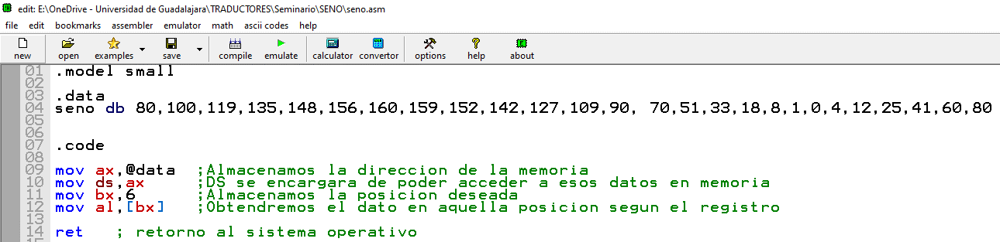 edit: E:\OneDrive - Universidad de Guadalajara\TRADUCTORES\Seminario\SENO\seno.asm
file edit bookmarks assembler emulator math ascii codes help
new open examples save compile emulate calculator convertor options help about
01 .model small
02
03 .data
04 seno db 80,100,119,135,148,156,160,159,152,142,127,109,90, 70,51,33,18,8,1,0,4,12,25,41,60,80
05
06
07 .code
08
09 mov ax,@data ;Almacenamos la direccion de la memoria
10 mov ds,ax ;DS se encargara de poder acceder a esos datos en memoria
11 mov bx,6 ;Almacenamos la posicion deseada
12 mov al,[bx] ;Obtendremos el dato en aquella posicion segun el registro
13
14 ret ; retorno al sistema operativo